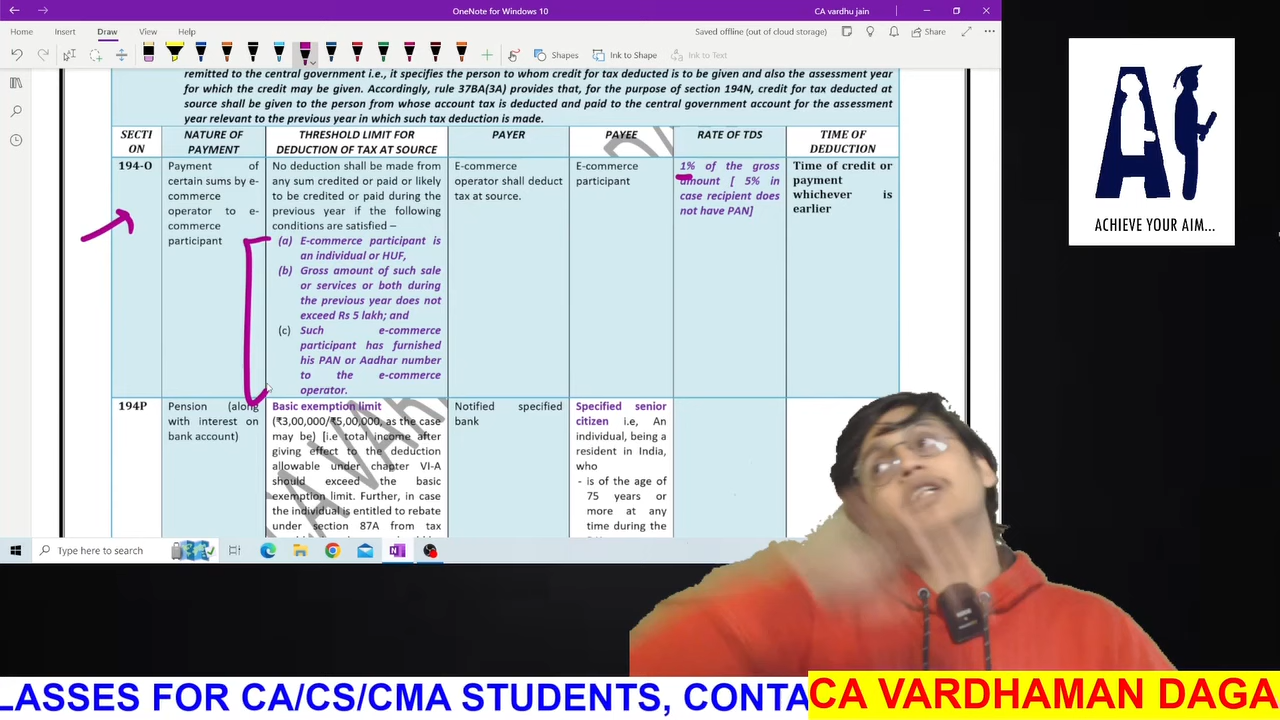 OneNote for Windows 10
CA vardhu jain
Home
Insert
Draw
View
Help
Saved offline (out of cloud storage)
Share
Shapes
Ink to Shape
Ink to Text
remitted to the central government i.e., it specifies the person to whom credit for tax deducted is to be given and also the assessment year
for which the credit may be given. Accordingly, rule 37BA(3A) provides that, for the purpose of section 194N, credit for tax deducted at
source shall be given to the person from whose account tax is deducted and paid to the central government account for the assessment
year relevant to the previous year in which such tax deduction is made.
SECTI
ON
NATURE OF
PAYMENT
THRESHOLD LIMIT FOR
DEDUCTION OF TAX AT SOURCE
PAYER
PAYEE
RATE OF TDS
TIME OF
DEDUCTION
194-O
Payment of
certain sums by e-
commerce
operator to e-
commerce
participant
No deduction shall be made from
any sum credited or paid or likely
to be credited or paid during the
previous year if the following
conditions are satisfied –
(a) E-commerce participant is
an individual or HUF,
(b) Gross amount of such sale
or services or both during
the previous year does not
exceed Rs 5 lakh; and
(c) Such e-commerce
participant has furnished
his PAN or Aadhar number
to the e-commerce
operator.
E-commerce
operator shall deduct
tax at source.
E-commerce
participant
1% of the gross
amount [ 5% in
case recipient does
not have PAN]
Time of credit or
payment
whichever is
earlier
194P
Pension (along
with interest on
bank account)
Basic exemption limit
(₹3,00,000/₹5,00,000, as the case
may be) [i.e total income after
giving effect to the deduction
allowable under chapter VI-A
should exceed the basic
exemption limit. Further, in case
the individual is entitled to rebate
under section 87A from tax
Notified specified
bank
Specified senior
citizen i.e, An
individual, being a
resident in India,
who
- is of the age of
75 years or
more at any
time during the
Type here to search
ACHIEVE YOUR AIM...
LASSES FOR CA/CS/CMA STUDENTS, CONTA
CA VARDHAMAN DAGA